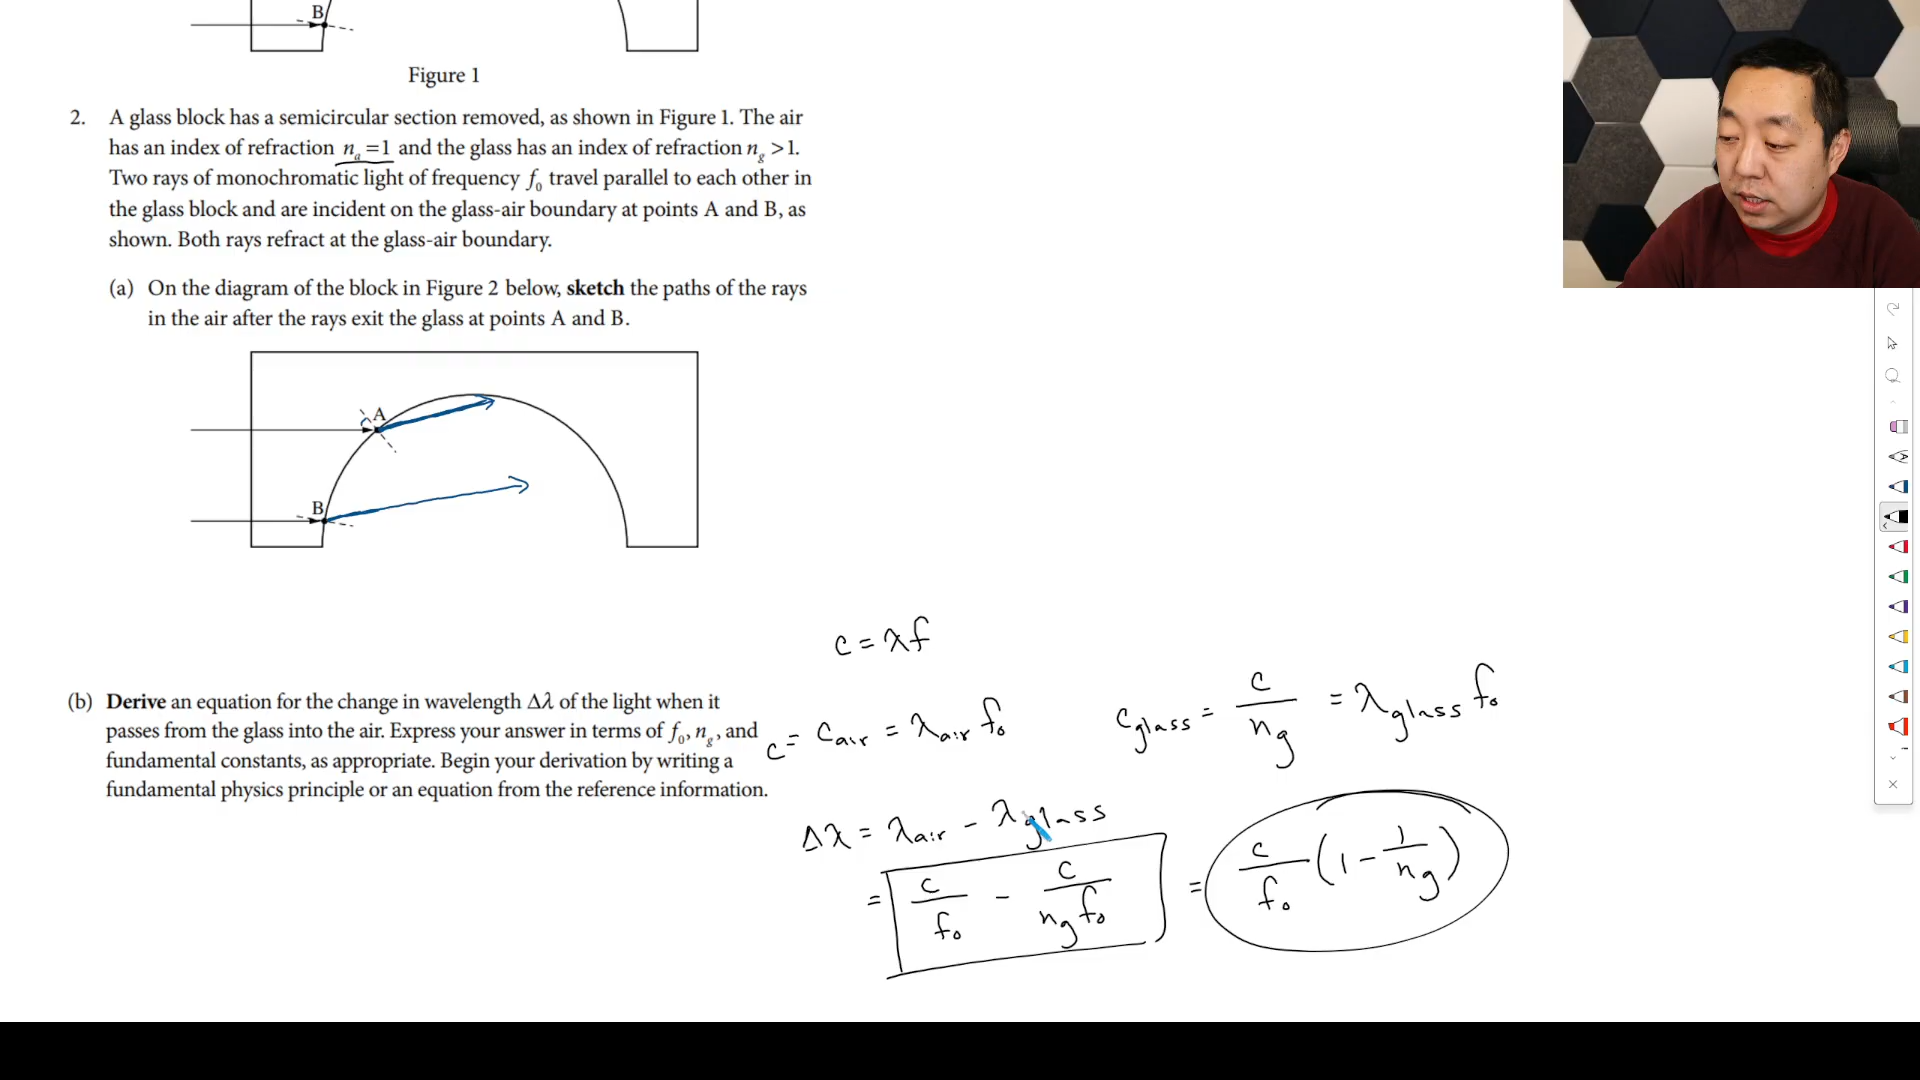 B
Figure 1
2. A glass block has a semicircular section removed, as shown in Figure 1. The air
has an index of refraction nₐ =1 and the glass has an index of refraction n_g >1.
Two rays of monochromatic light of frequency f₀ travel parallel to each other in
the glass block and are incident on the glass-air boundary at points A and B, as
shown. Both rays refract at the glass-air boundary.
(a) On the diagram of the block in Figure 2 below, sketch the paths of the rays
in the air after the rays exit the glass at points A and B.
A
B
c = λf
(b) Derive an equation for the change in wavelength Δλ of the light when it
passes from the glass into the air. Express your answer in terms of f₀, n_g, and
fundamental constants, as appropriate. Begin your derivation by writing a
fundamental physics principle or an equation from the reference information.
c = c_air = λ_air f₀
c_glass = c/n_g = λ_glass f₀
Δλ = λ_air - λ_glass
= c/f₀ - c/(n_g f₀) = c/f₀ (1 - 1/n_g)